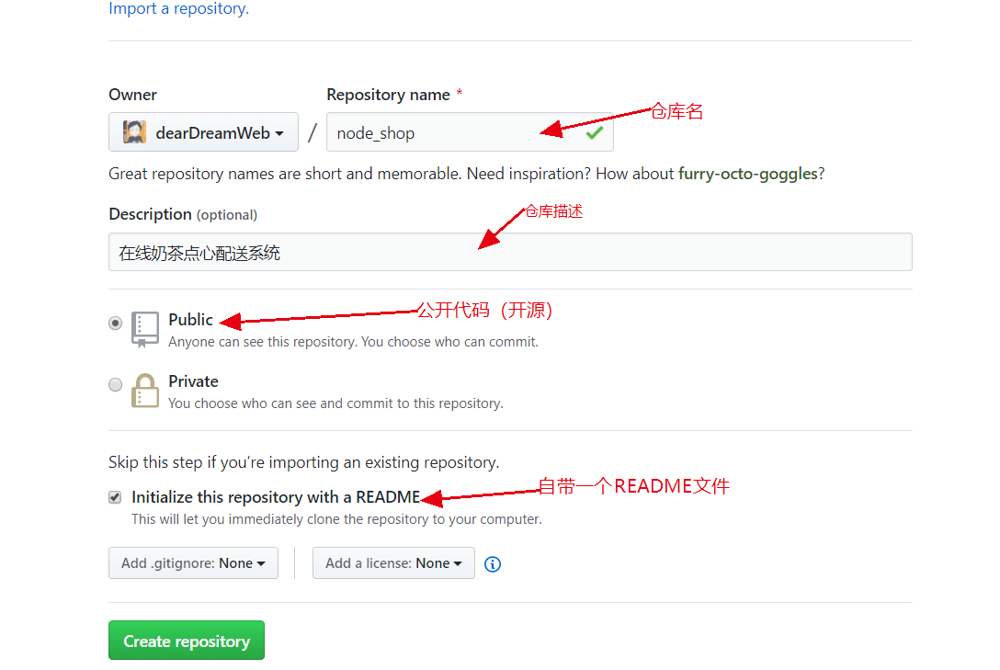 Import a repository.
Owner
Repository name *
仓库名
dearDreamWeb / node_shop
Great repository names are short and memorable. Need inspiration? How about furry-octo-goggles?
Description (optional)
仓库描述
在线奶茶点心配送系统
公开代码（开源）
Public
Anyone can see this repository. You choose who can commit.
Private
You choose who can see and commit to this repository.
Skip this step if you’re importing an existing repository.
Initialize this repository with a README
自带一个README文件
This will let you immediately clone the repository to your computer.
Add .gitignore: None
Add a license: None
Create repository